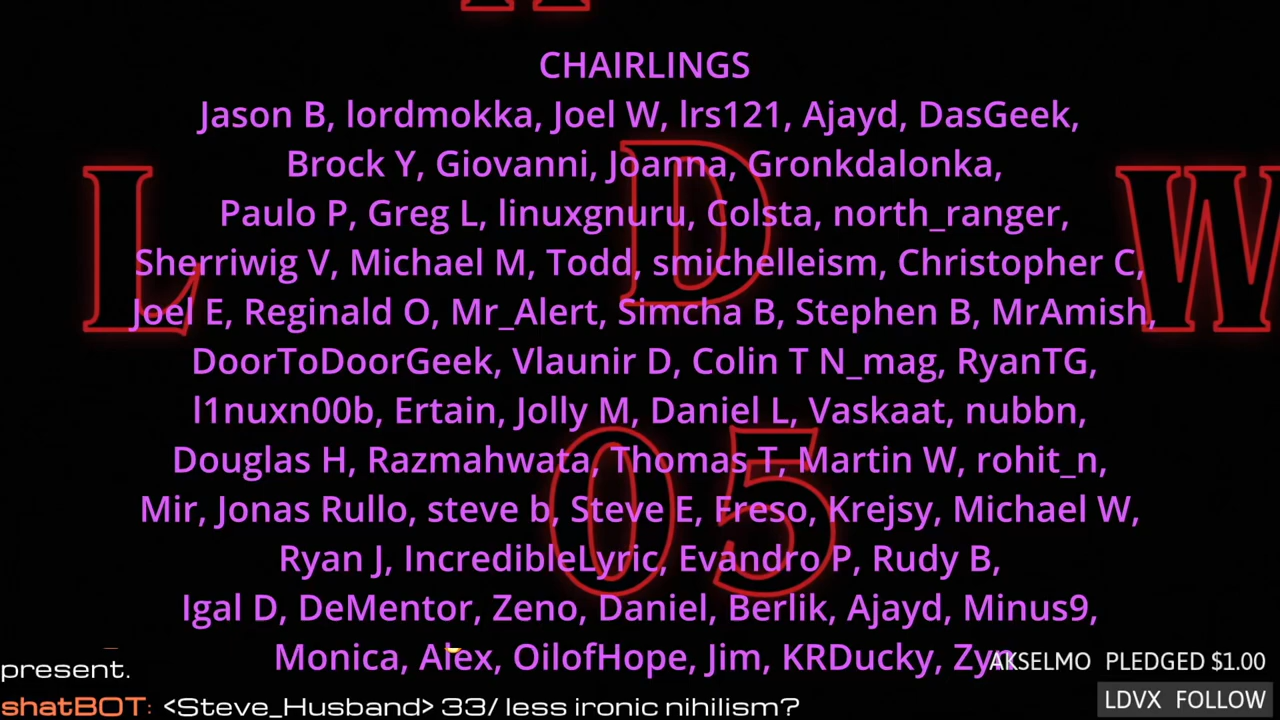 CHAIRLINGS
Jason B, lordmokka, Joel W, lrs121, Ajayd, DasGeek,
Brock Y, Giovanni, Joanna, Gronkdalonka,
Paulo P, Greg L, linuxgnuru, Colsta, north_ranger,
Sherriwig V, Michael M, Todd, smichelleism, Christopher C,
Joel E, Reginald O, Mr_Alert, Simcha B, Stephen B, MrAmish,
DoorToDoorGeek, Vlaunir D, Colin T N_mag, RyanTG,
l1nuxn00b, Ertain, Jolly M, Daniel L, Vaskaat, nubbn,
Douglas H, Razmahwata, Thomas T, Martin W, rohit_n,
Mir, Jonas Rullo, steve b, Steve E, Freso, Krejsy, Michael W,
Ryan J, IncredibleLyric, Evandro P, Rudy B,
Igal D, DeMentor, Zeno, Daniel, Berlik, Ajayd, Minus9,
Monica, Alex, OilofHope, Jim, KRDucky,
L D W
05
present.
shatBOT: <Steve_Husband> 33/ less ironic nihilism?
AKSELMO PLEDGED $1.00
LDVX FOLLOW